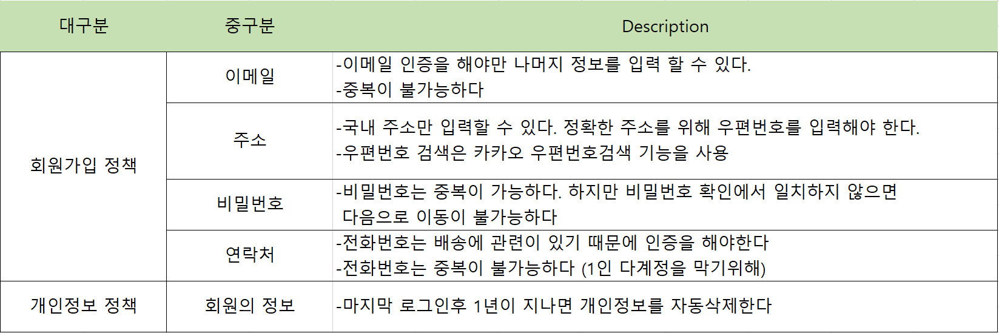 대구분 중구분 Description
회원가입 정책
이메일
-이메일 인증을 해야만 나머지 정보를 입력 할 수 있다.
-중복이 불가능하다
주소
-국내 주소만 입력할 수 있다. 정확한 주소를 위해 우편번호를 입력해야 한다.
-우편번호 검색은 카카오 우편번호검색 기능을 사용
비밀번호
-비밀번호는 중복이 가능하다. 하지만 비밀번호 확인에서 일치하지 않으면
다음으로 이동이 불가능하다
연락처
-전화번호는 배송에 관련이 있기 때문에 인증을 해야한다
-전화번호는 중복이 불가능하다 (1인 다계정을 막기위해)
개인정보 정책
회원의 정보
-마지막 로그인후 1년이 지나면 개인정보를 자동삭제한다